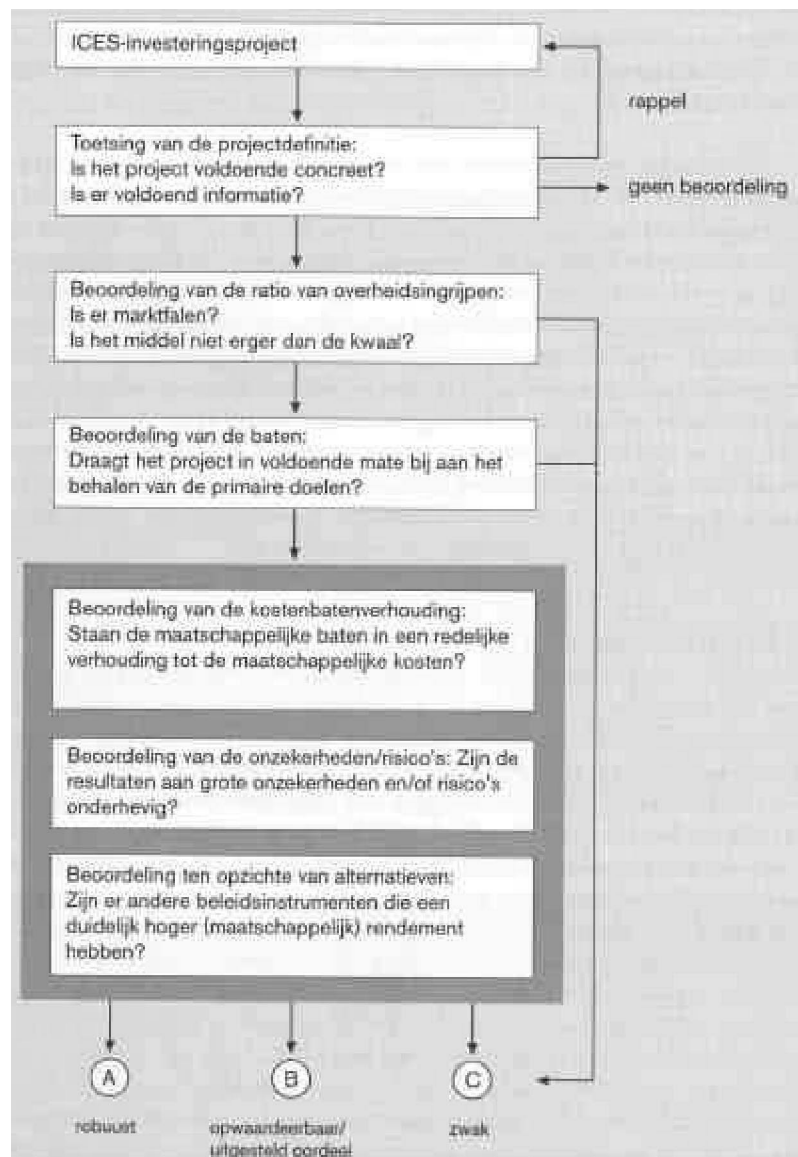 ICES-investeringsproject
rappel
Toetsing van de projectdefinitie:
Is het project voldoende concreet?
Is er voldoend informatie?
geen beoordeling
Beoordeling van de ratio van overheidsingrijpen:
Is er marktfalen?
Is het middel niet erger dan de kwaal?
Beoordeling van de baten:
Draagt het project in voldoende mate bij aan het
behalen van de primaire doelen?
Beoordeling van de kostenbatenverhouding:
Staan de maatschappelijke baten in een redelijke
verhouding tot de maatschappelijke kosten?
Beoordeling van de onzekerheden/risico's: Zijn de
resultaten aan grote onzekerheden en/of risico's
onderhevig?
Beoordeling ten opzichte van alternatieven:
Zijn er andere beleidsinstrumenten die een
duidelijk hoger (maatschappelijk) rendement
hebben?
A
B
C
robuust
opwaardeerbaar/
uitgesteld oordeel
zwak